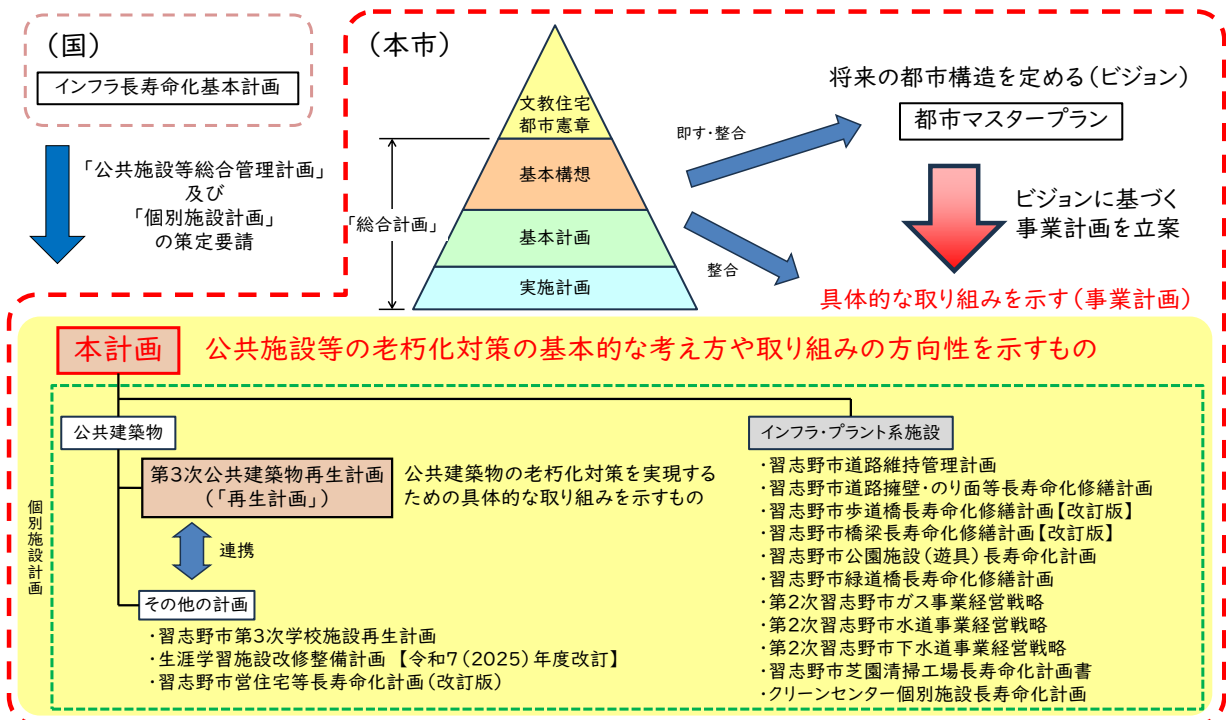 (国)
インフラ長寿命化基本計画
「公共施設等総合管理計画」
及び
「個別施設計画」
の策定要請
(本市)
文教住宅
都市憲章
基本構想
基本計画
実施計画
「総合計画」
即す・整合
整合
将来の都市構造を定める(ビジョン)
都市マスタープラン
ビジョンに基づく
事業計画を立案
具体的な取り組みを示す(事業計画)
本計画
公共施設等の老朽化対策の基本的な考え方や取り組みの方向性を示すもの
個別施設計画
公共建築物
第3次公共建築物再生計画
(「再生計画」)
公共建築物の老朽化対策を実現する
ための具体的な取り組みを示すもの
連携
その他の計画
・習志野市第3次学校施設再生計画
・生涯学習施設改修整備計画 【令和7(2025)年度改訂】
・習志野市営住宅等長寿命化計画(改訂版)
インフラ・プラント系施設
・習志野市道路維持管理計画
・習志野市道路擁壁・のり面等長寿命化修繕計画
・習志野市歩道橋長寿命化修繕計画【改訂版】
・習志野市橋梁長寿命化修繕計画【改訂版】
・習志野市公園施設(遊具)長寿命化計画
・習志野市緑道橋長寿命化修繕計画
・第2次習志野市ガス事業経営戦略
・第2次習志野市水道事業経営戦略
・第2次習志野市下水道事業経営戦略
・習志野市芝園清掃工場長寿命化計画書
・クリーンセンター個別施設長寿命化計画